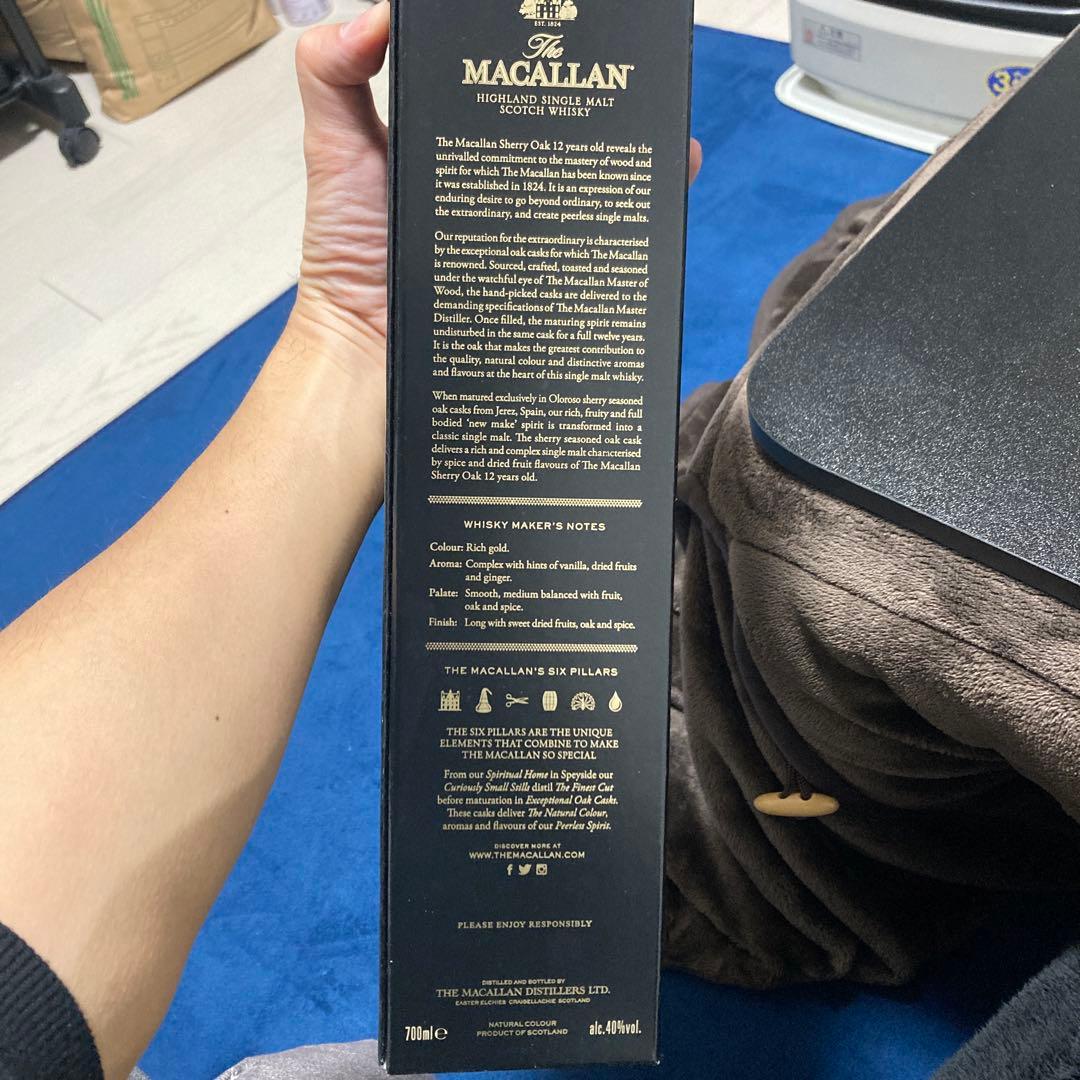 EST. 1824
The
MACALLAN
HIGHLAND SINGLE MALT
SCOTCH WHISKY
The Macallan Sherry Oak 12 years old reveals the
unrivalled commitment to the mastery of wood and
spirit for which The Macallan has been known since
it was established in 1824. It is an expression of our
enduring desire to go beyond ordinary, to seek out
the extraordinary, and create peerless single malts.
Our reputation for the extraordinary is characterised
by the exceptional oak casks for which The Macallan
is renowned. Sourced, crafted, toasted and seasoned
under the watchful eye of The Macallan Master of
Wood, the hand-picked casks are delivered to the
demanding specifications of The Macallan Master
Distiller. Once filled, the maturing spirit remains
undisturbed in the same cask for a full twelve years.
It is the oak that makes the greatest contribution to
the quality, natural colour and distinctive aromas
and flavours at the heart of this single malt whisky.
When matured exclusively in Oloroso sherry seasoned
oak casks from Jerez, Spain, our rich, fruity and full
bodied 'new make' spirit is transformed into a
classic single malt. The sherry seasoned oak cask
delivers a rich and complex single malt characterised
by spice and dried fruit flavours of The Macallan
Sherry Oak 12 years old.
WHISKY MAKER'S NOTES
Colour: Rich gold.
Aroma: Complex with hints of vanilla, dried fruits
and ginger.
Palate: Smooth, medium balanced with fruit,
oak and spice.
Finish: Long with sweet dried fruits, oak and spice.
THE MACALLAN'S SIX PILLARS
THE SIX PILLARS ARE THE UNIQUE
ELEMENTS THAT COMBINE TO MAKE
THE MACALLAN SO SPECIAL
From our Spiritual Home in Speyside our
Curiously Small Stills distil The Finest Cut
before maturation in Exceptional Oak Casks.
These casks deliver The Natural Colour,
aromas and flavours of our Peerless Spirit.
DISCOVER MORE AT
WWW.THEMACALLAN.COM
PLEASE ENJOY RESPONSIBLY
DISTILLED AND BOTTLED BY
THE MACALLAN DISTILLERS LTD.
EASTER ELCHIES CRAIGELLACHIE SCOTLAND
700ml e
NATURAL COLOUR
PRODUCT OF SCOTLAND
alc.40%vol.